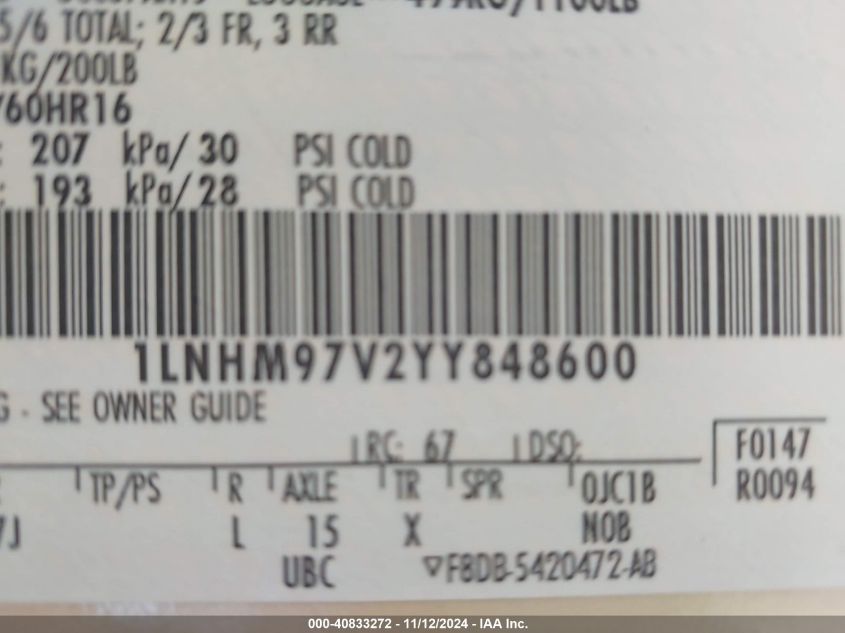 5/6 TOTAL; 2/3 FR, 3 RR
KG/200LB
/60HR16
: 207 kPa/ 30 PSI COLD
: 193 kPa/ 28 PSI COLD
1LNHM97V2YY848600
G - SEE OWNER GUIDE
RC: 67 DSO: F0147
TP/PS R AXLE TR SPR 0JC1B R0094
7J L 15 X NOB
UBC ▽F8DB-5420472-AB
000-40833272 - 11/12/2024 - IAA Inc.